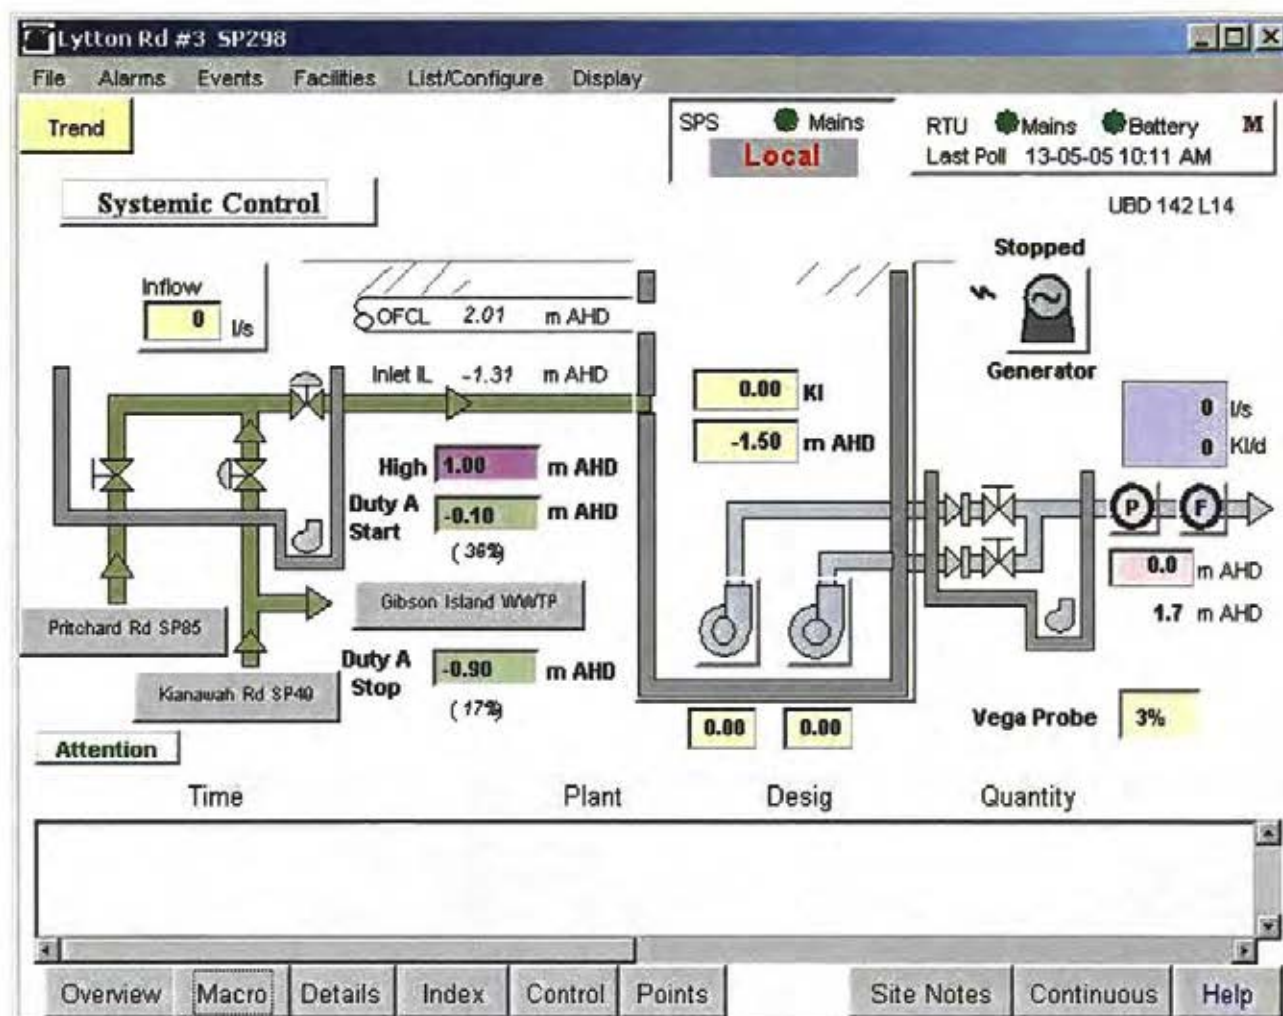 Lytton Rd #3 SP298
File Alarms Events Facilities List/Configure Display
Trend
SPS Mains
Local
RTU Mains Battery M
Last Poll 13-05-05 10:11 AM
Systemic Control
UBD 142 L14
Stopped
Generator
Inflow
0 l/s
OFCL 2.01 m AHD
Inlet IL -1.31 m AHD
0.00 Kl
-1.50 m AHD
0 l/s
0 Kl/d
High 1.00 m AHD
Duty A
Start
-0.10 m AHD
(36%)
P F
0.0 m AHD
1.7 m AHD
Gibson Island WWTP
Pritchard Rd SP85
Kianawah Rd SP40
Duty A
Stop
-0.90 m AHD
(17%)
0.00 0.00
Vega Probe 3%
Attention
Time Plant Desig Quantity
Overview Macro Details Index Control Points Site Notes Continuous Help